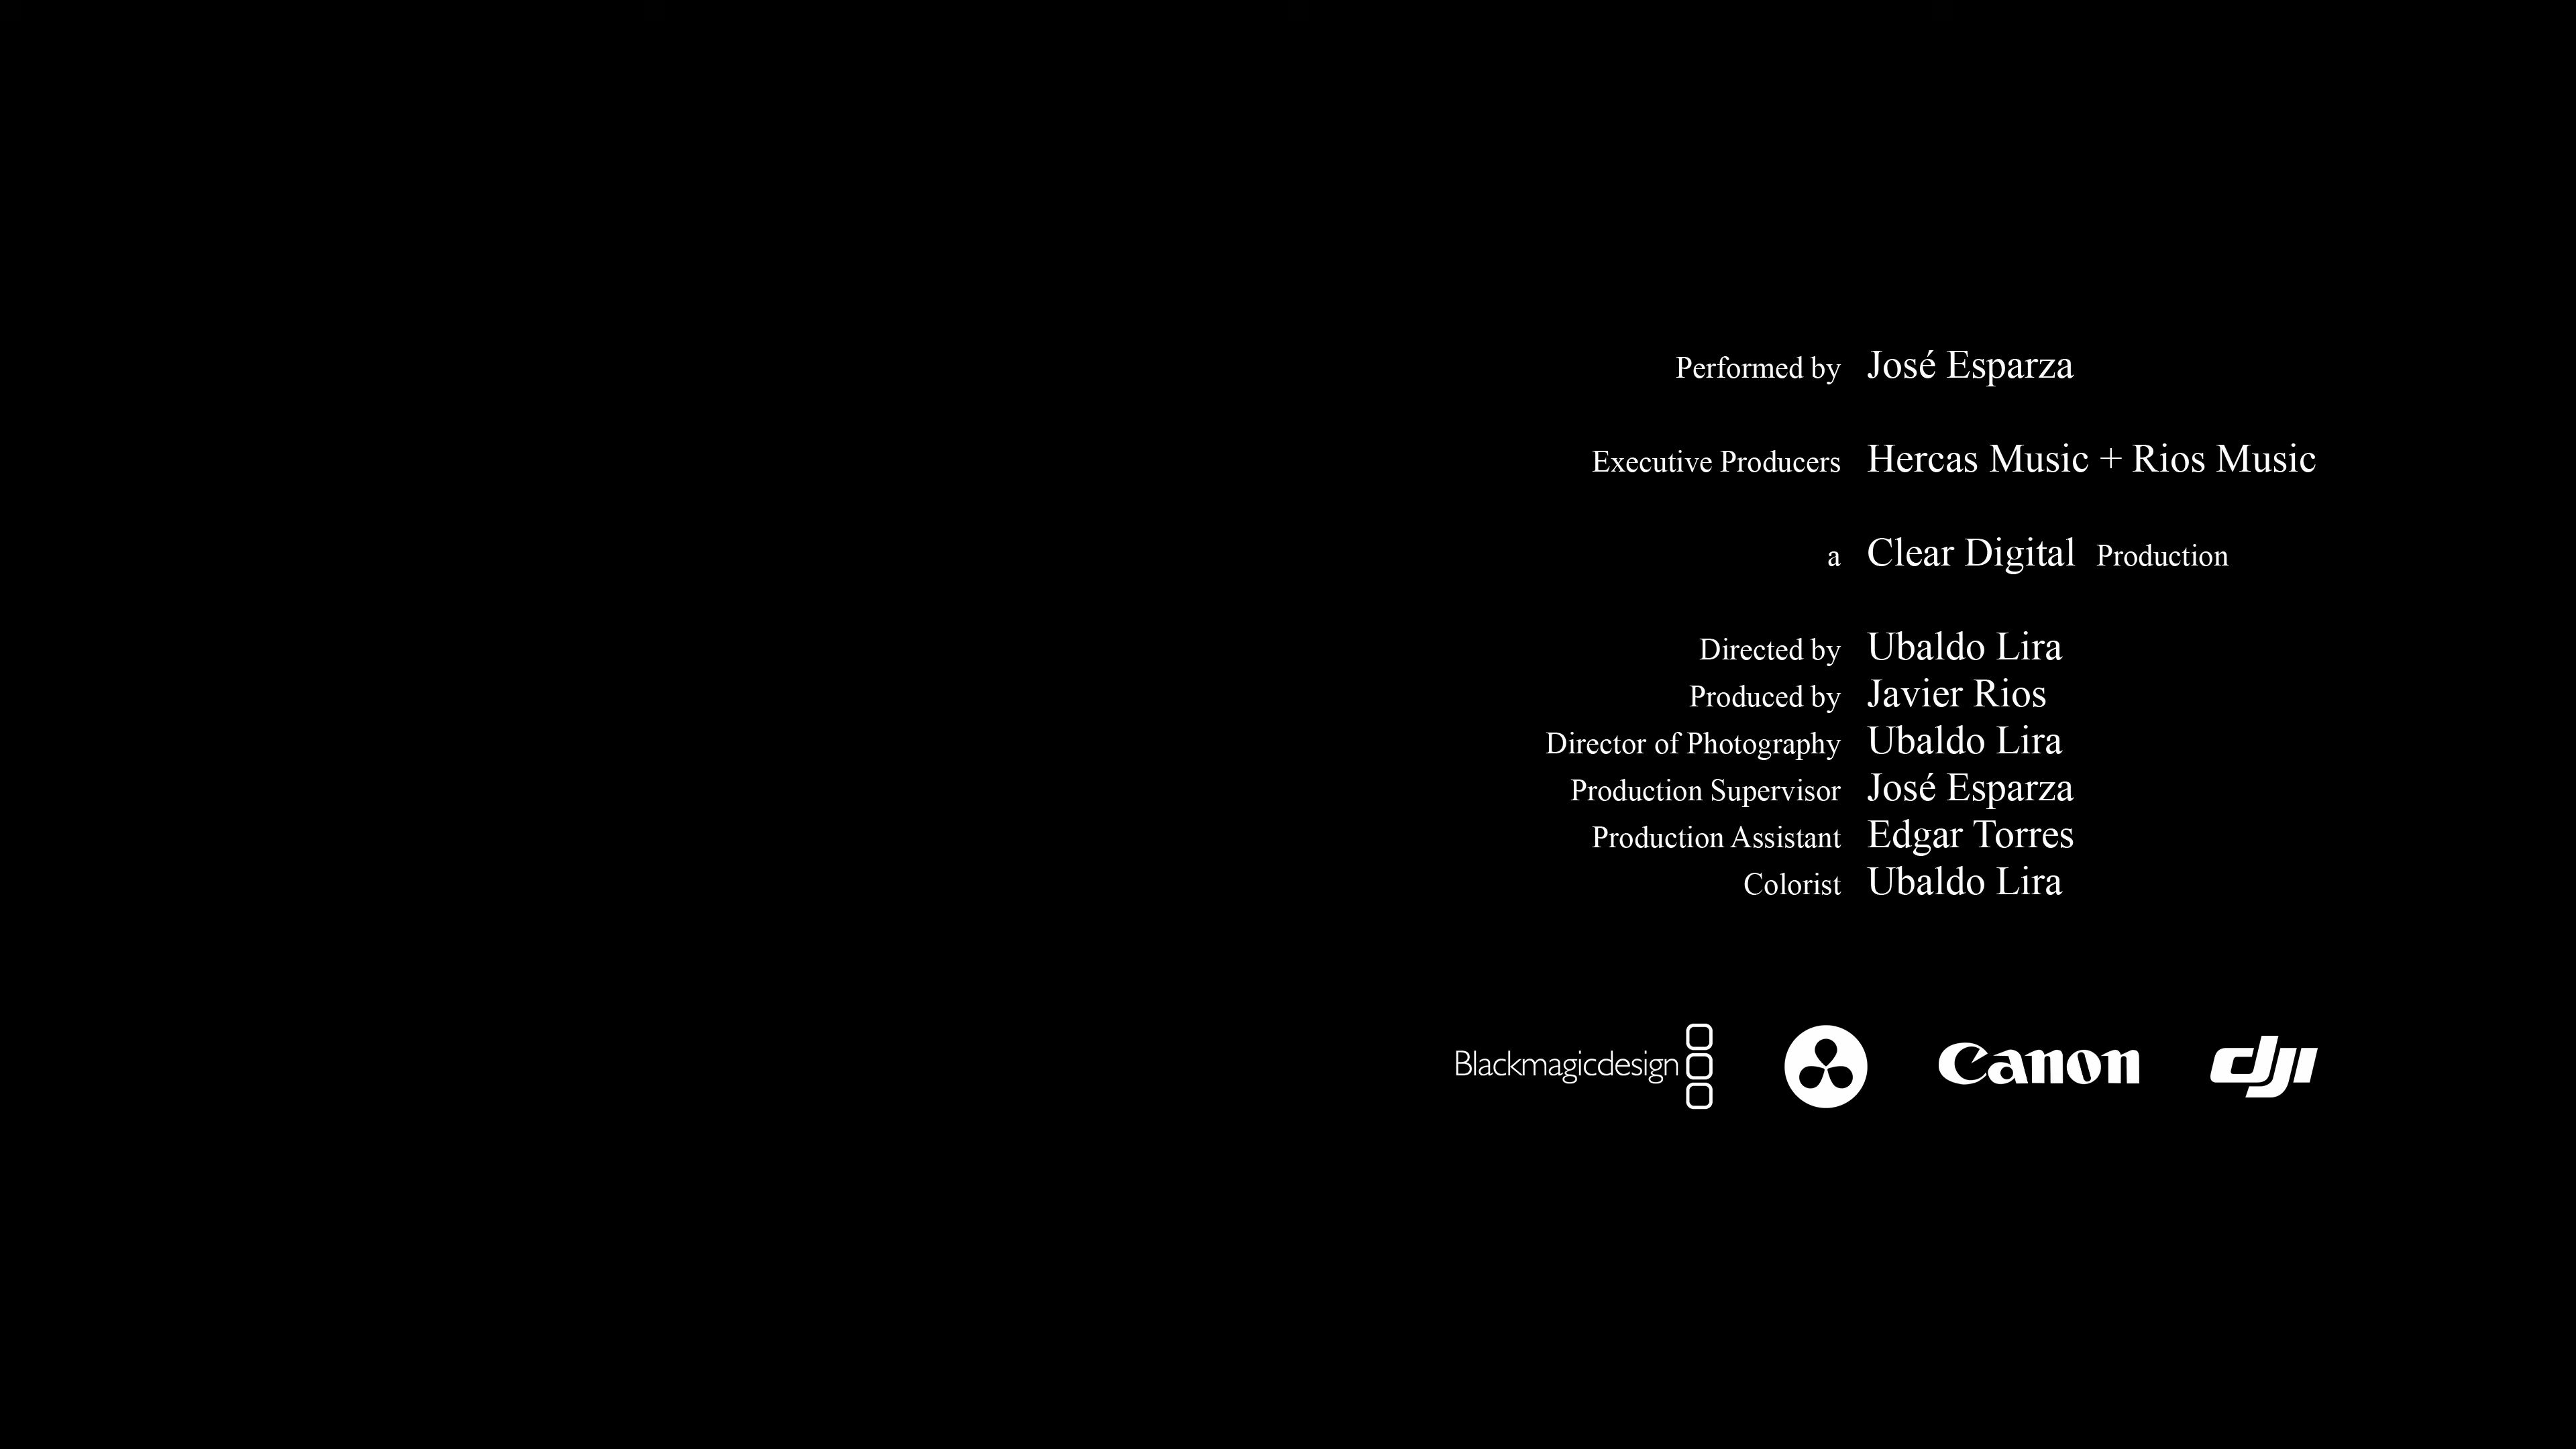 Performed by José Esparza
Executive Producers Hercas Music + Rios Music
a Clear Digital Production
Directed by Ubaldo Lira
Produced by Javier Rios
Director of Photography Ubaldo Lira
Production Supervisor José Esparza
Production Assistant Edgar Torres
Colorist Ubaldo Lira
Blackmagicdesign Canon dji